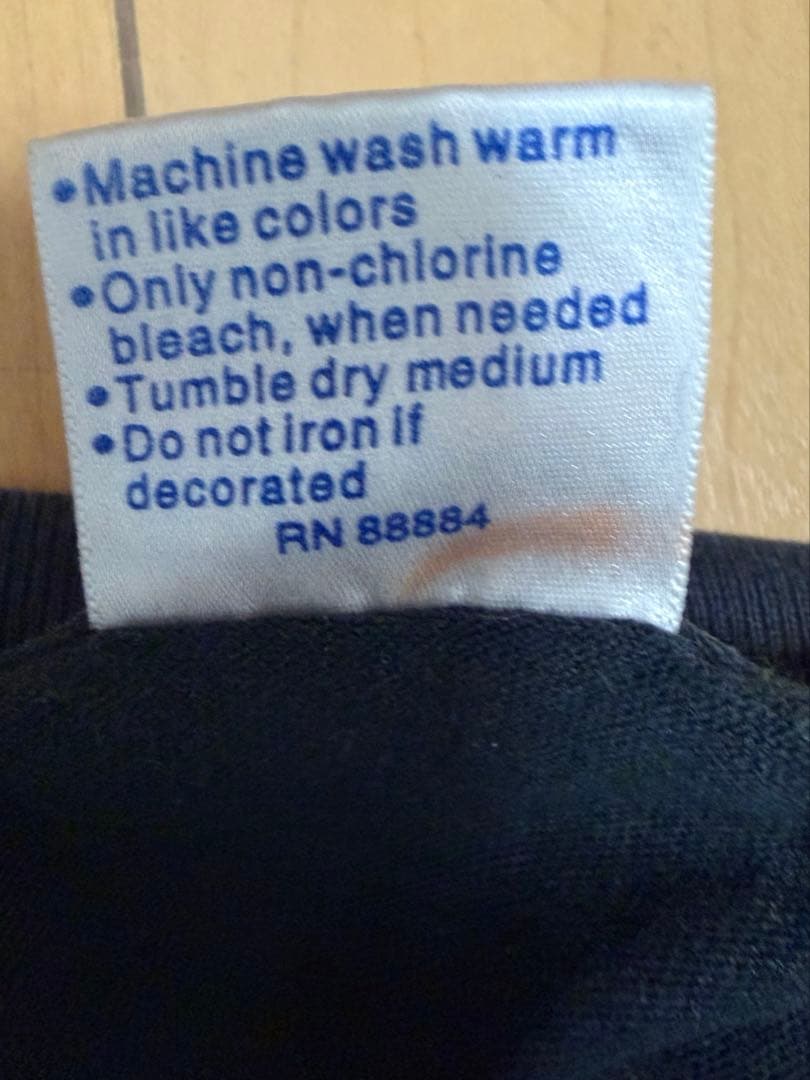 •Machine wash warm
in like colors
•Only non-chlorine
bleach, when needed
•Tumble dry medium
•Do not iron if
decorated
RN 88884